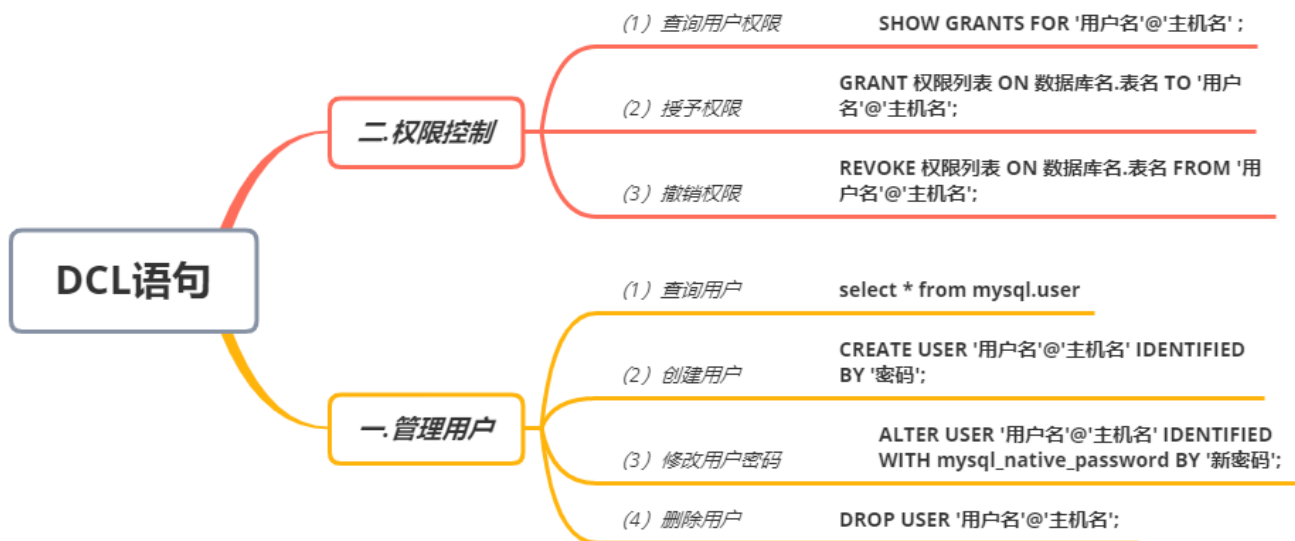 DCL语句
二.权限控制
(1）查询用户权限 SHOW GRANTS FOR '用户名'@'主机名' ;
(2）授予权限 GRANT 权限列表 ON 数据库名.表名 TO '用户
名'@'主机名';
(3）撤销权限 REVOKE 权限列表 ON 数据库名.表名 FROM '用
户名'@'主机名';
一.管理用户
(1）查询用户 select * from mysql.user
(2）创建用户 CREATE USER '用户名'@'主机名' IDENTIFIED
BY '密码';
(3）修改用户密码 ALTER USER '用户名'@'主机名' IDENTIFIED
WITH mysql_native_password BY '新密码';
(4）删除用户 DROP USER '用户名'@'主机名';